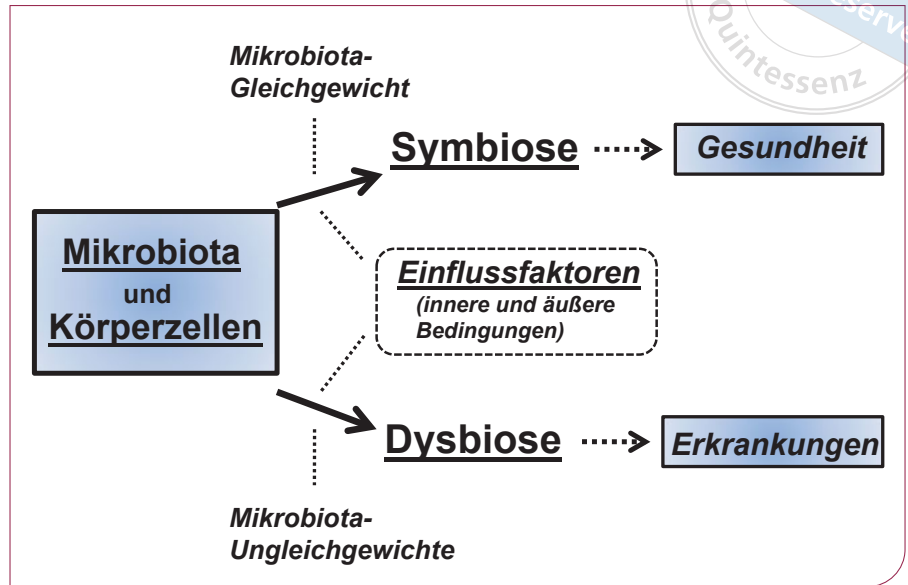 Quintessenz
Mikrobiota-
Gleichgewicht
Symbiose
Gesundheit
Mikrobiota
und
Körperzellen
Einflussfaktoren
(innere und äußere
Bedingungen)
Dysbiose
Erkrankungen
Mikrobiota-
Ungleichgewichte